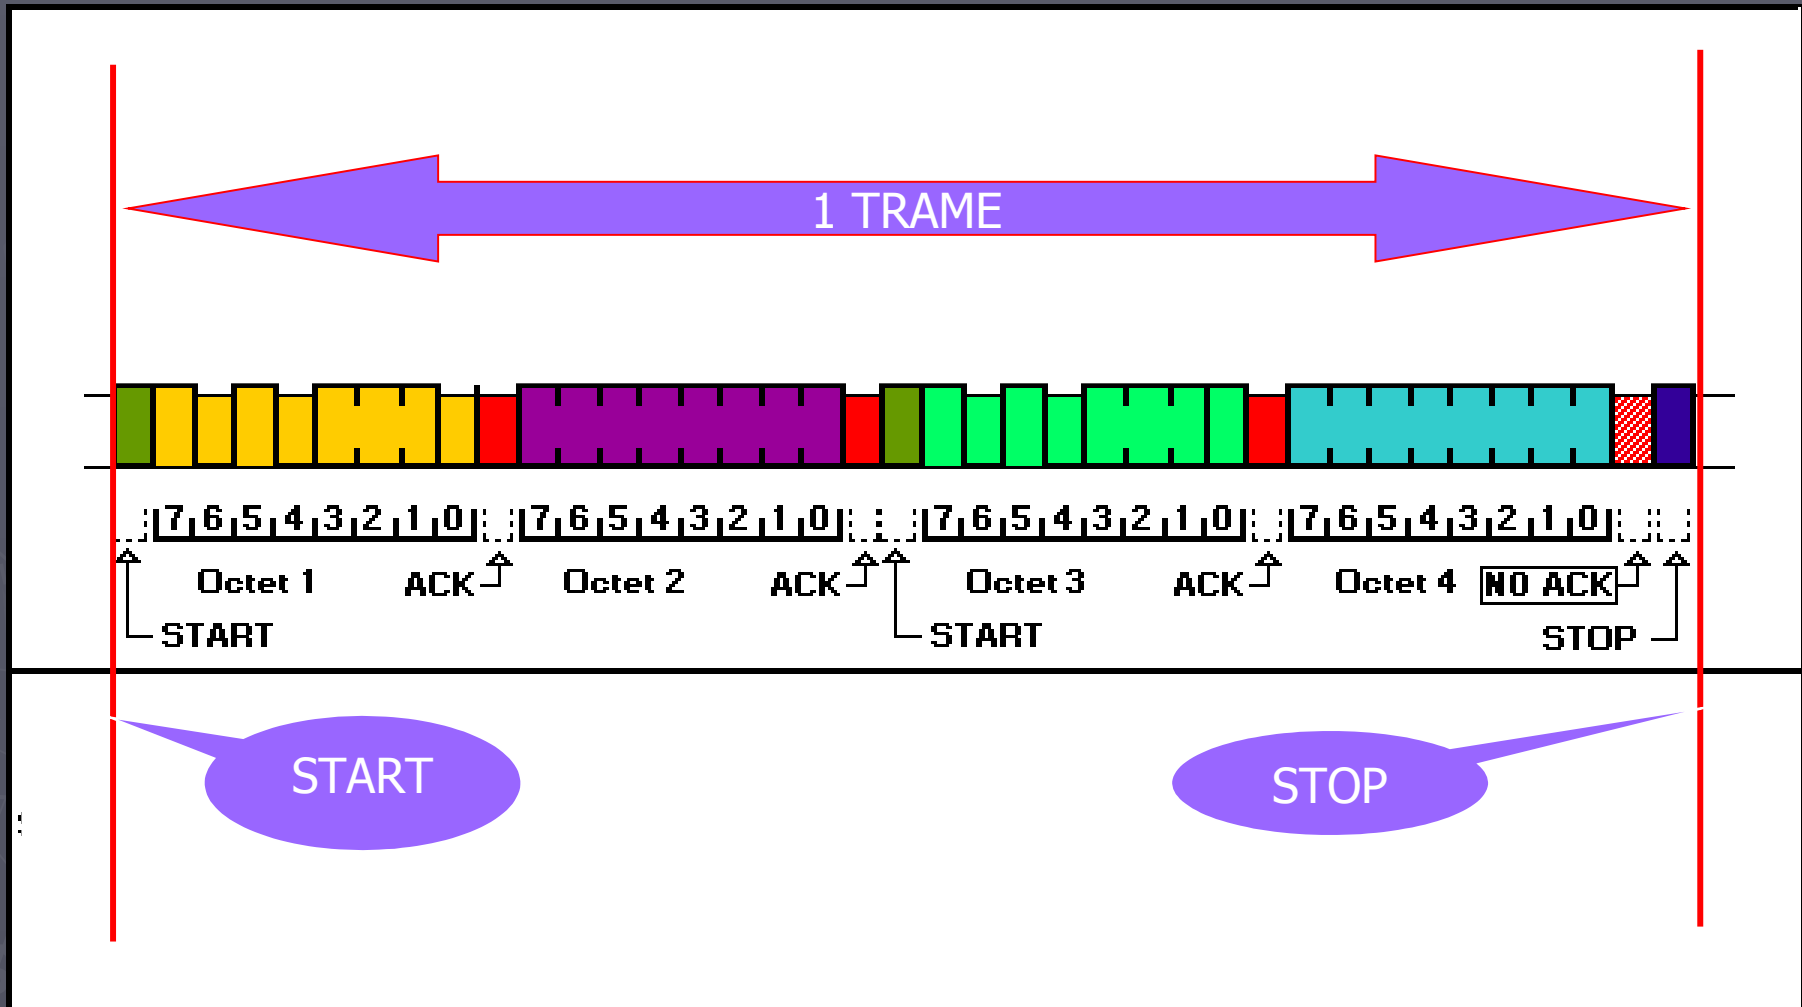 1 TRAME
7 6 5 4 3 2 1 0 7 6 5 4 3 2 1 0 7 6 5 4 3 2 1 0 7 6 5 4 3 2 1 0
Octet 1 ACK Octet 2 ACK Octet 3 ACK Octet 4 NO ACK
START START STOP
START STOP